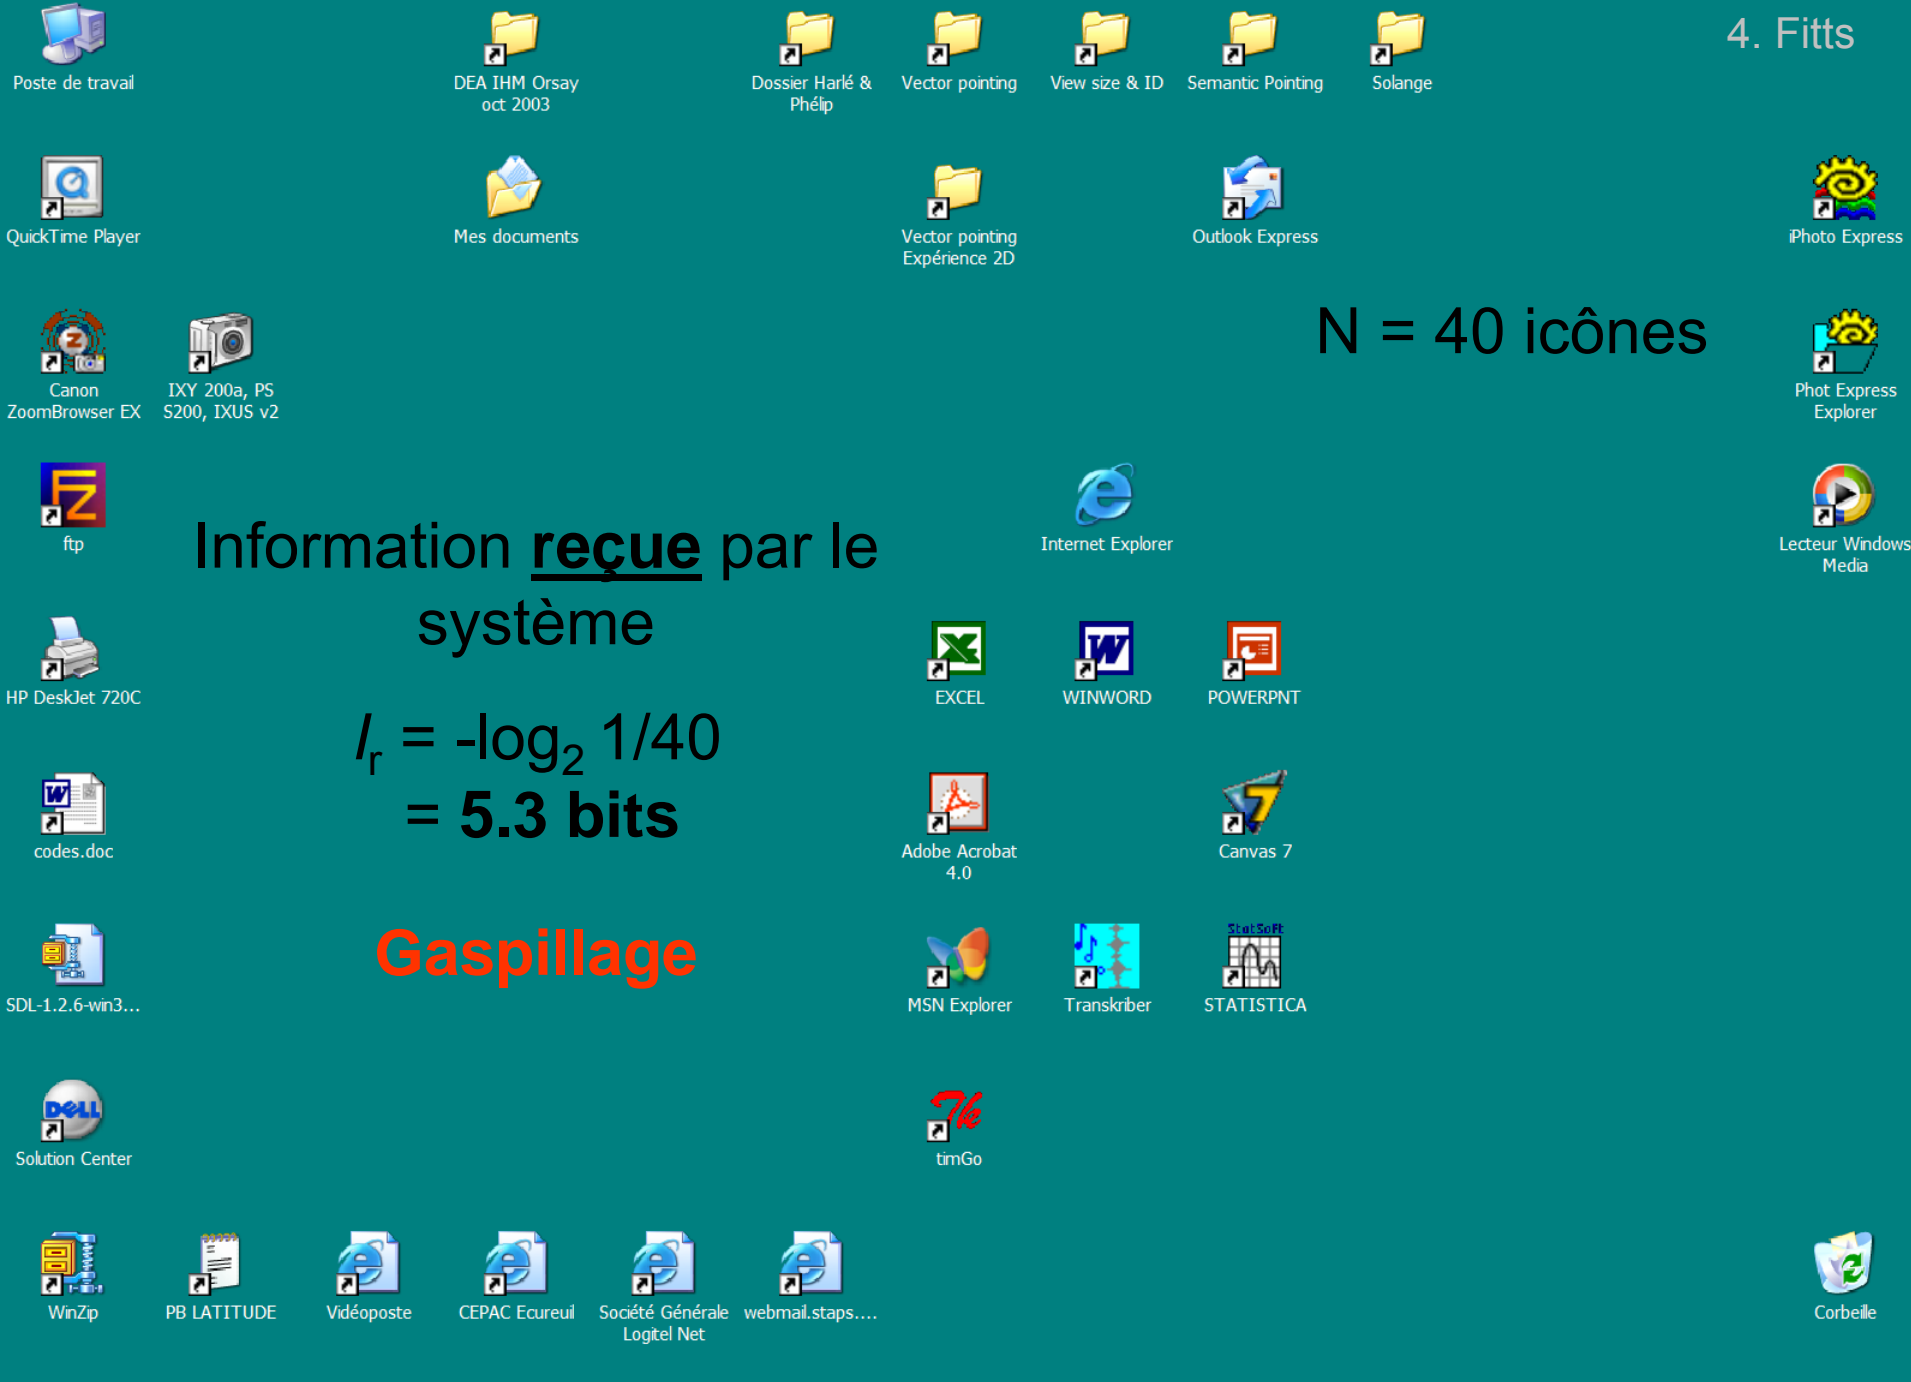 4. Fitts
Poste de travail
DEA IHM Orsay
oct 2003
Dossier Harlé &
Phélip
Vector pointing
View size & ID
Semantic Pointing
Solange
QuickTime Player
Mes documents
Vector pointing
Expérience 2D
Outlook Express
iPhoto Express
N = 40 icônes
Canon
ZoomBrowser EX
IXY 200a, PS
S200, IXUS v2
Phot Express
Explorer
ftp
Internet Explorer
Lecteur Windows
Media
Information reçue par le
système
HP DeskJet 720C
EXCEL
WINWORD
POWERPNT
Ir = -log2 1/40
= 5.3 bits
codes.doc
Adobe Acrobat
4.0
Canvas 7
Gaspillage
StatSoft
SDL-1.2.6-win3...
MSN Explorer
Transkriber
STATISTICA
DELL
Solution Center
timGo
WinZip
PB LATITUDE
Vidéoposte
CEPAC Ecureuil
Société Générale
Logitel Net
webmail.staps....
Corbeille